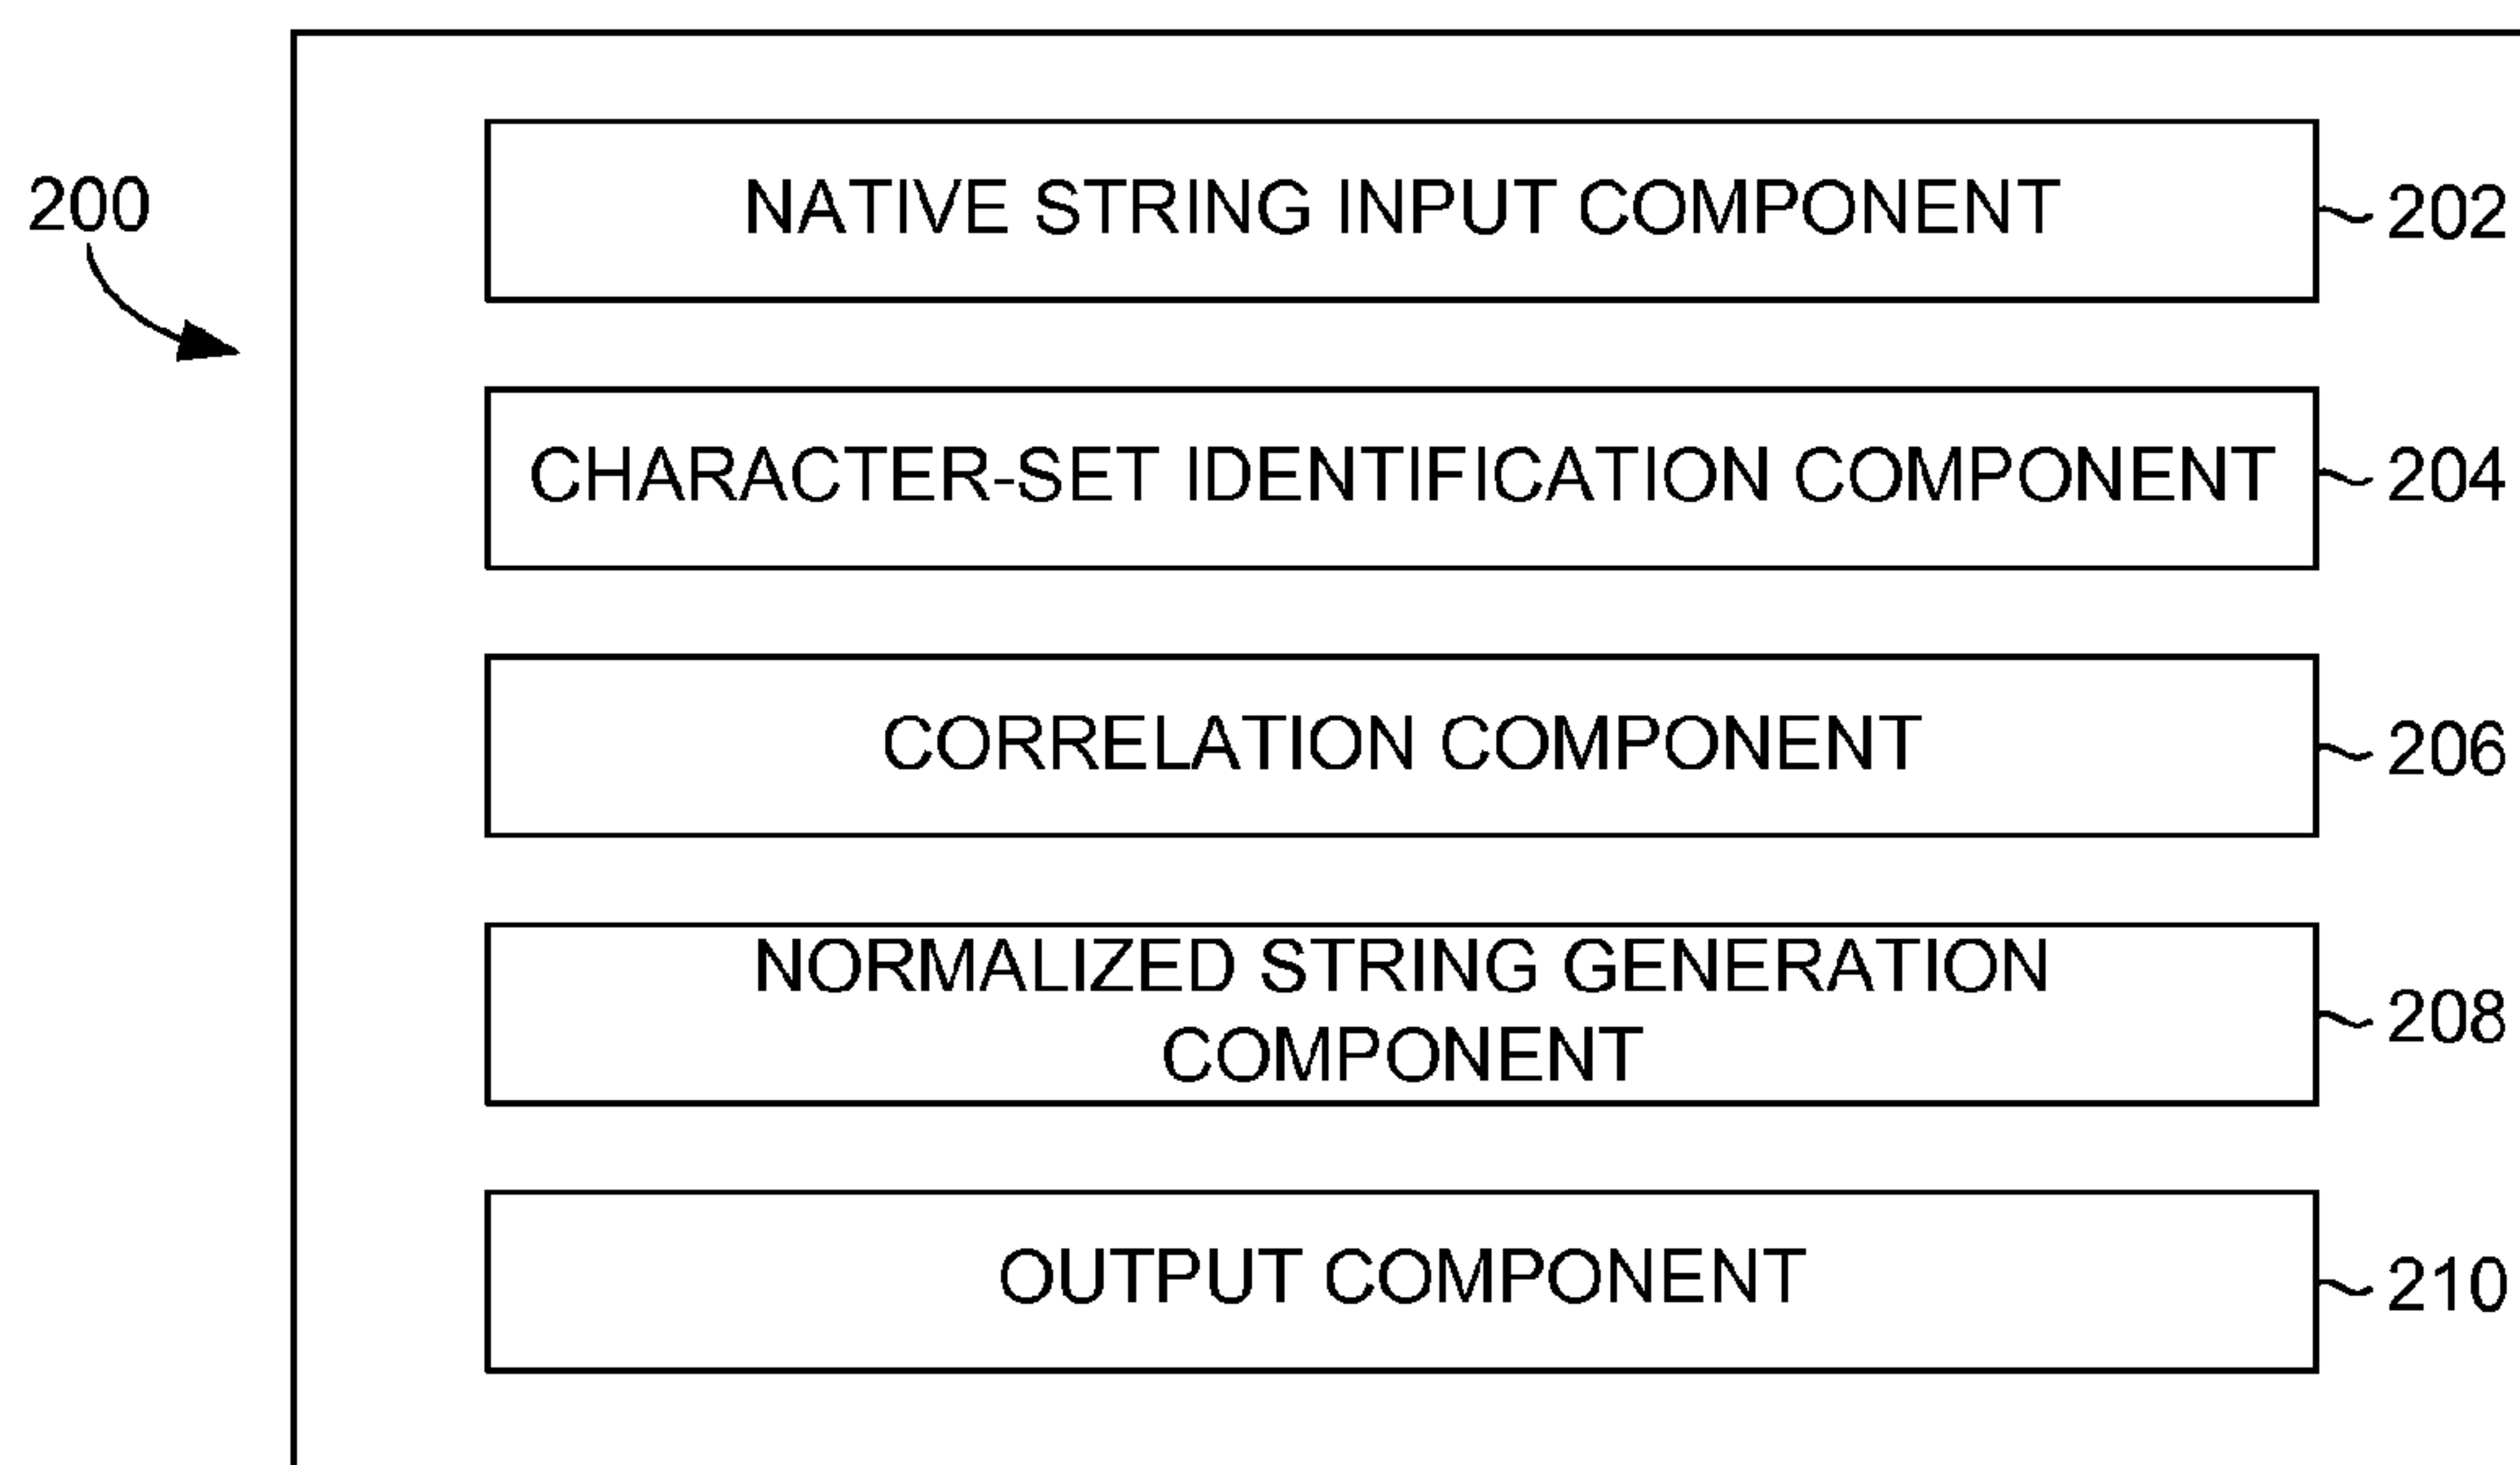 200
NATIVE STRING INPUT COMPONENT
202
CHARACTER-SET IDENTIFICATION COMPONENT
204
CORRELATION COMPONENT
206
NORMALIZED STRING GENERATION
COMPONENT
208
OUTPUT COMPONENT
210